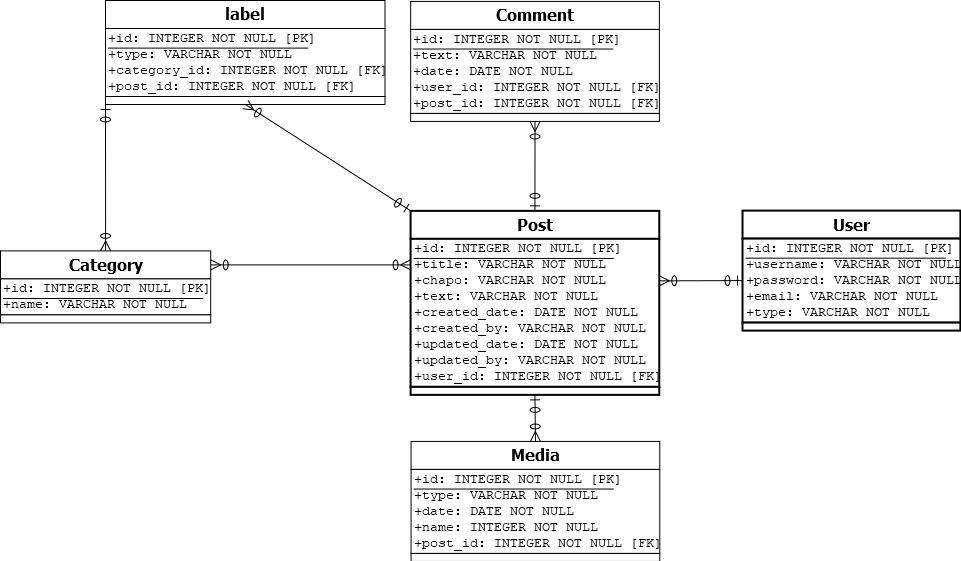 label
+id: INTEGER NOT NULL [PK]
+type: VARCHAR NOT NULL
+category_id: INTEGER NOT NULL [FK]
+post_id: INTEGER NOT NULL [FK]
Comment
+id: INTEGER NOT NULL [PK]
+text: VARCHAR NOT NULL
+date: DATE NOT NULL
+user_id: INTEGER NOT NULL [FK]
+post_id: INTEGER NOT NULL [FK]
Category
+id: INTEGER NOT NULL [PK]
+name: VARCHAR NOT NULL
Post
+id: INTEGER NOT NULL [PK]
+title: VARCHAR NOT NULL
+chapo: VARCHAR NOT NULL
+text: VARCHAR NOT NULL
+created_date: DATE NOT NULL
+created_by: VARCHAR NOT NULL
+updated_date: DATE NOT NULL
+updated_by: VARCHAR NOT NULL
+user_id: INTEGER NOT NULL [FK]
User
+id: INTEGER NOT NULL [PK]
+username: VARCHAR NOT NULL
+password: VARCHAR NOT NULL
+email: VARCHAR NOT NULL
+type: VARCHAR NOT NULL
Media
+id: INTEGER NOT NULL [PK]
+type: VARCHAR NOT NULL
+date: DATE NOT NULL
+name: INTEGER NOT NULL
+post_id: INTEGER NOT NULL [FK]